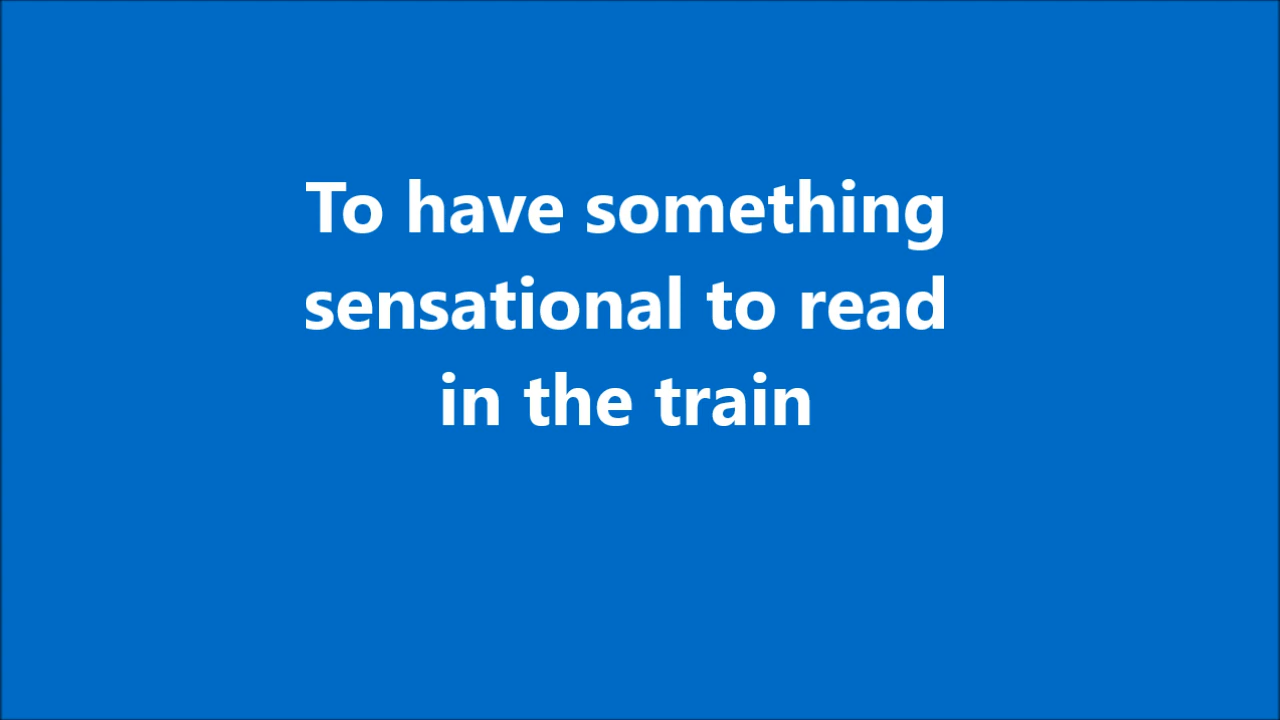 To have something
sensational to read
in the train